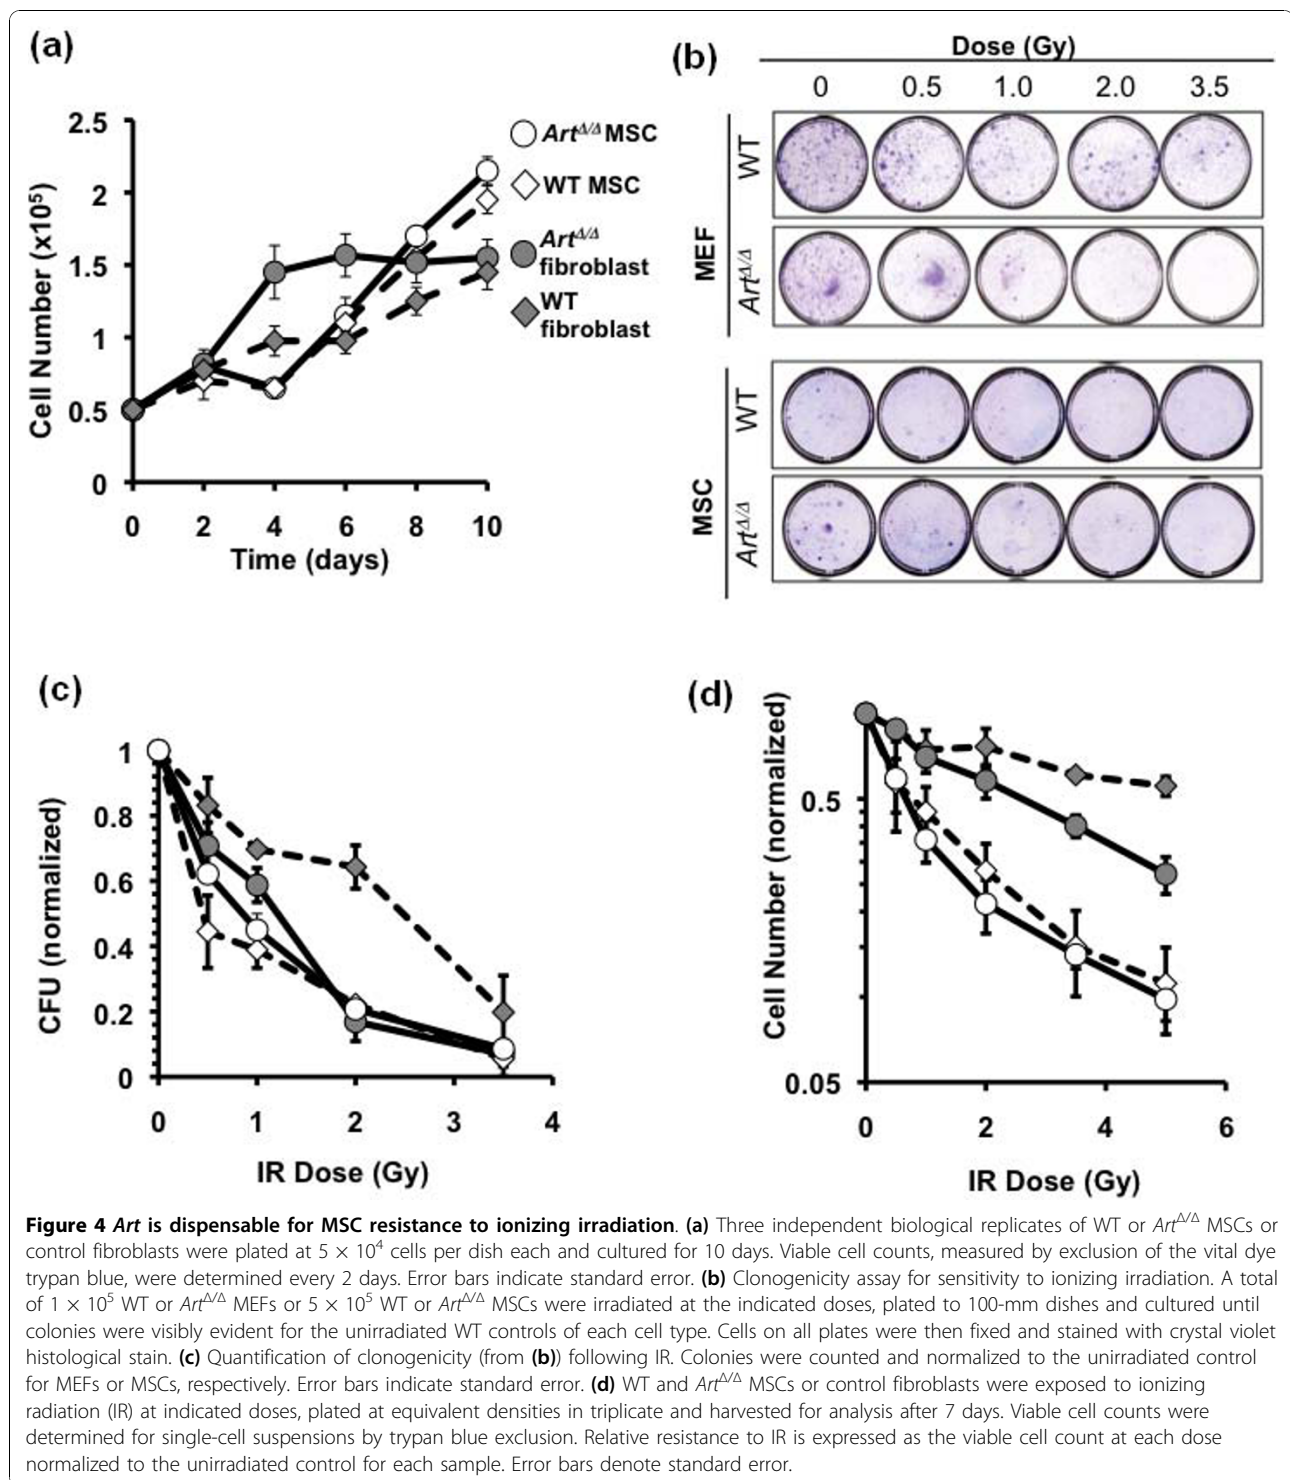 (a)
2.5
2
1.5
1
0.5
0
Cell Number (x10⁵)
0 2 4 6 8 10
Time (days)
Art^Δ/Δ MSC
WT MSC
Art^Δ/Δ
fibroblast
WT
fibroblast
(b)
Dose (Gy)
0 0.5 1.0 2.0 3.5
MEF
WT
Art^Δ/Δ
MSC
WT
Art^Δ/Δ
(c)
1
0.8
0.6
0.4
0.2
0
CFU (normalized)
0 1 2 3 4
IR Dose (Gy)
(d)
0.5
0.05
Cell Number (normalized)
0 2 4 6
IR Dose (Gy)
Figure 4 Art is dispensable for MSC resistance to ionizing irradiation. (a) Three independent biological replicates of WT or Art^Δ/Δ MSCs or
control fibroblasts were plated at 5 × 10⁴ cells per dish each and cultured for 10 days. Viable cell counts, measured by exclusion of the vital dye
trypan blue, were determined every 2 days. Error bars indicate standard error. (b) Clonogenicity assay for sensitivity to ionizing irradiation. A total
of 1 × 10⁵ WT or Art^Δ/Δ MEFs or 5 × 10⁵ WT or Art^Δ/Δ MSCs were irradiated at the indicated doses, plated to 100-mm dishes and cultured until
colonies were visibly evident for the unirradiated WT controls of each cell type. Cells on all plates were then fixed and stained with crystal violet
histological stain. (c) Quantification of clonogenicity (from (b)) following IR. Colonies were counted and normalized to the unirradiated control
for MEFs or MSCs, respectively. Error bars indicate standard error. (d) WT and Art^Δ/Δ MSCs or control fibroblasts were exposed to ionizing
radiation (IR) at indicated doses, plated at equivalent densities in triplicate and harvested for analysis after 7 days. Viable cell counts were
determined for single-cell suspensions by trypan blue exclusion. Relative resistance to IR is expressed as the viable cell count at each dose
normalized to the unirradiated control for each sample. Error bars denote standard error.